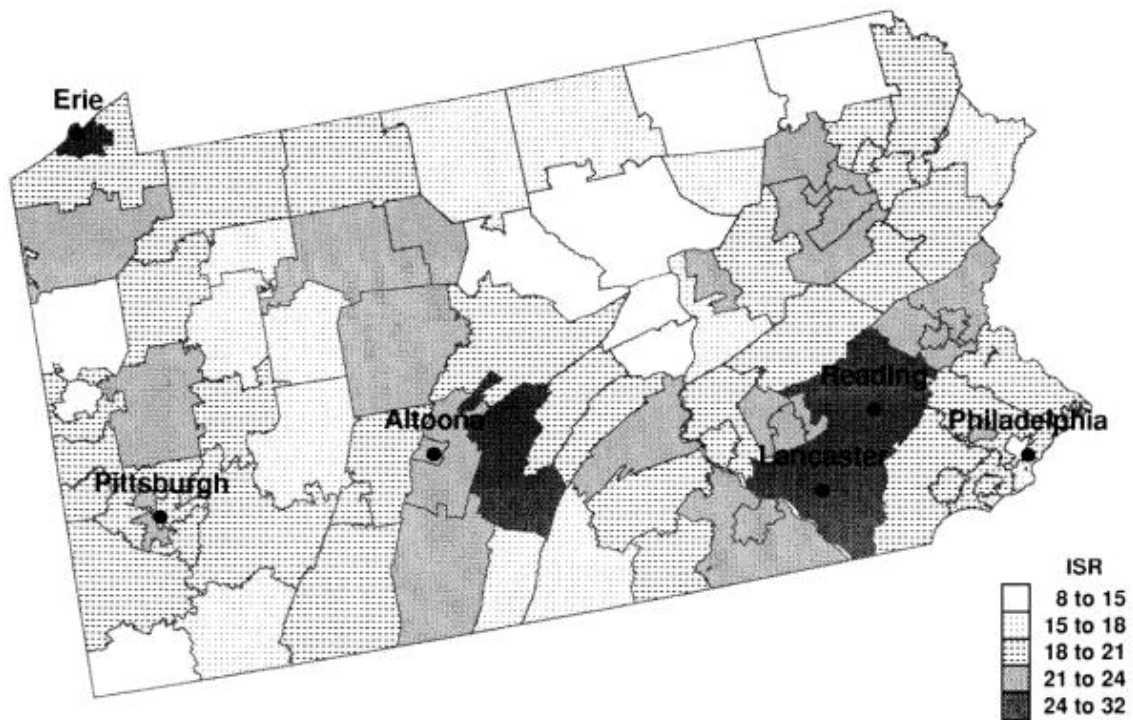 Erie
Reading
Altoona
Philadelphia
Lancaster
Pittsburgh
ISR
8 to 15
15 to 18
18 to 21
21 to 24
24 to 32